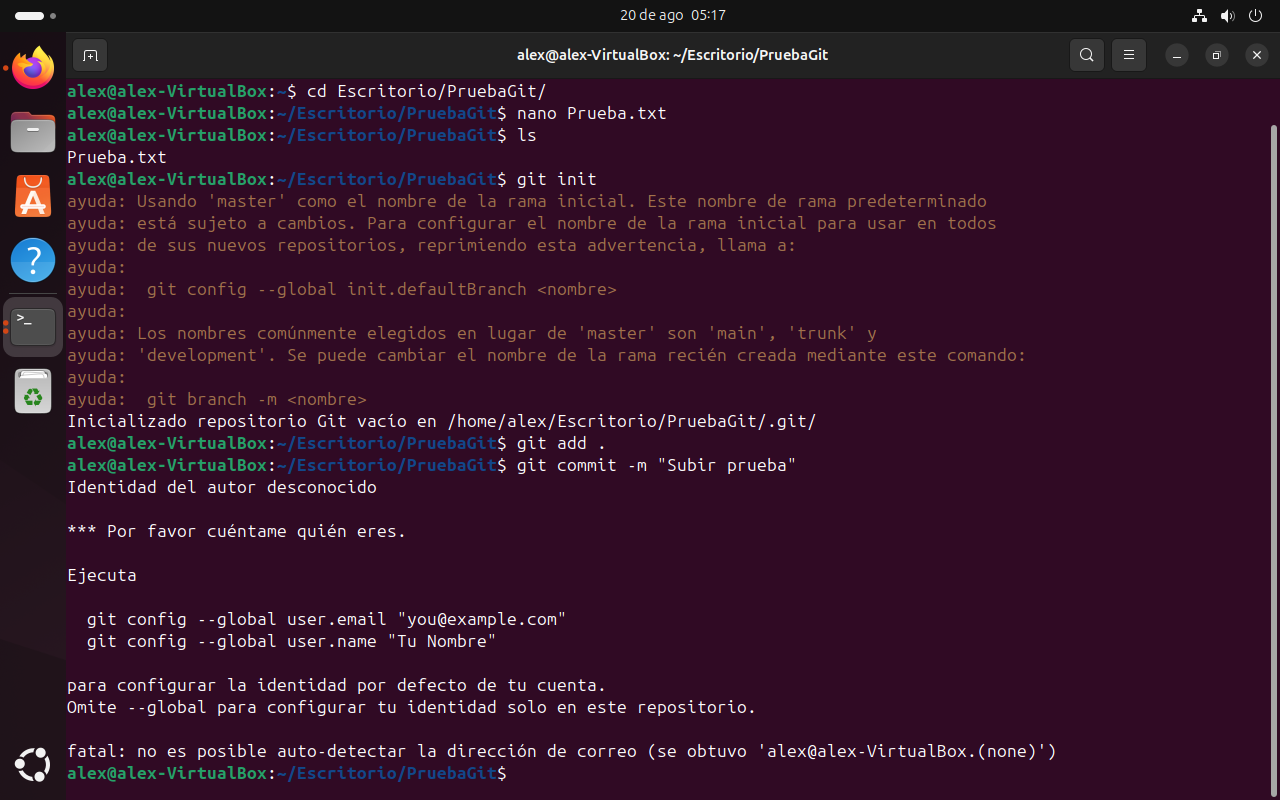 20 de ago 05:17
alex@alex-VirtualBox: ~/Escritorio/PruebaGit
alex@alex-VirtualBox:~$ cd Escritorio/PruebaGit/
alex@alex-VirtualBox:~/Escritorio/PruebaGit$ nano Prueba.txt
alex@alex-VirtualBox:~/Escritorio/PruebaGit$ ls
Prueba.txt
alex@alex-VirtualBox:~/Escritorio/PruebaGit$ git init
ayuda: Usando 'master' como el nombre de la rama inicial. Este nombre de rama predeterminado
ayuda: está sujeto a cambios. Para configurar el nombre de la rama inicial para usar en todos
ayuda: de sus nuevos repositorios, reprimiendo esta advertencia, llama a:
ayuda:
ayuda:  git config --global init.defaultBranch <nombre>
ayuda:
ayuda: Los nombres comúnmente elegidos en lugar de 'master' son 'main', 'trunk' y
ayuda: 'development'. Se puede cambiar el nombre de la rama recién creada mediante este comando:
ayuda:
ayuda:  git branch -m <nombre>
Inicializado repositorio Git vacío en /home/alex/Escritorio/PruebaGit/.git/
alex@alex-VirtualBox:~/Escritorio/PruebaGit$ git add .
alex@alex-VirtualBox:~/Escritorio/PruebaGit$ git commit -m "Subir prueba"
Identidad del autor desconocido
*** Por favor cuéntame quién eres.
Ejecuta
  git config --global user.email "you@example.com"
  git config --global user.name "Tu Nombre"
para configurar la identidad por defecto de tu cuenta.
Omite --global para configurar tu identidad solo en este repositorio.
fatal: no es posible auto-detectar la dirección de correo (se obtuvo 'alex@alex-VirtualBox.(none)')
alex@alex-VirtualBox:~/Escritorio/PruebaGit$